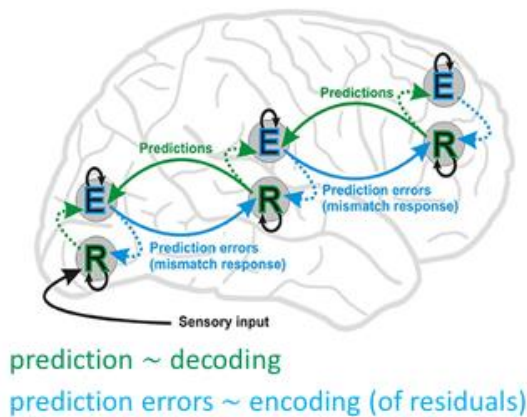 Predictions
E
R
Predictions
E
R
Prediction errors
(mismatch response)
E
R
Prediction errors
(mismatch response)
Sensory input
prediction ~ decoding
prediction errors ~ encoding (of residuals)